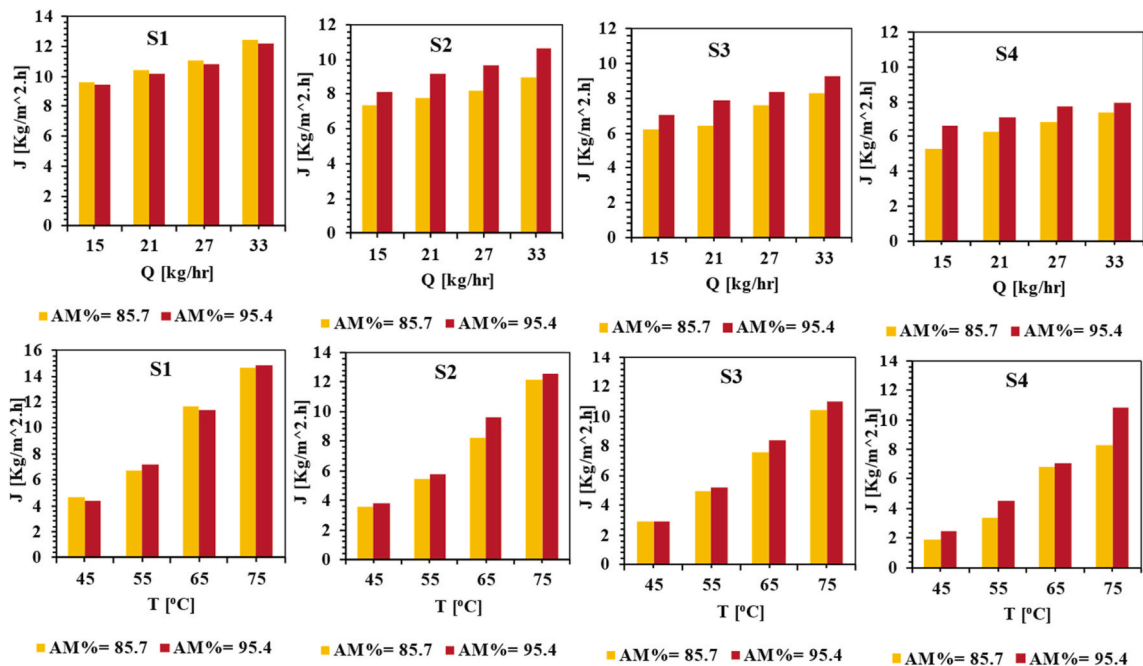 S1
J [Kg/m^2.h]
14
12
10
8
6
4
2
0
15 21 27 33
Q [kg/hr]
AM%= 85.7 AM%= 95.4
S2
J [Kg/m^2.h]
12
10
8
6
4
2
0
15 21 27 33
Q [kg/hr]
AM%= 85.7 AM%= 95.4
S3
J [Kg/m^2.h]
12
10
8
6
4
2
0
15 21 27 33
Q [kg/hr]
AM%= 85.7 AM%= 95.4
S4
J [Kg/m^2.h]
12
10
8
6
4
2
0
15 21 27 33
Q [kg/hr]
AM%= 85.7 AM%= 95.4
S1
J [Kg/m^2.h]
16
14
12
10
8
6
4
2
0
45 55 65 75
T [ºC]
AM%= 85.7 AM%= 95.4
S2
J [Kg/m^2.h]
14
12
10
8
6
4
2
0
45 55 65 75
T [ºC]
AM%= 85.7 AM%= 95.4
S3
J [Kg/m^2.h]
14
12
10
8
6
4
2
0
45 55 65 75
T [ºC]
AM%= 85.7 AM%= 95.4
S4
J [Kg/m^2.h]
14
12
10
8
6
4
2
0
45 55 65 75
T [ºC]
AM%= 85.7 AM%= 95.4